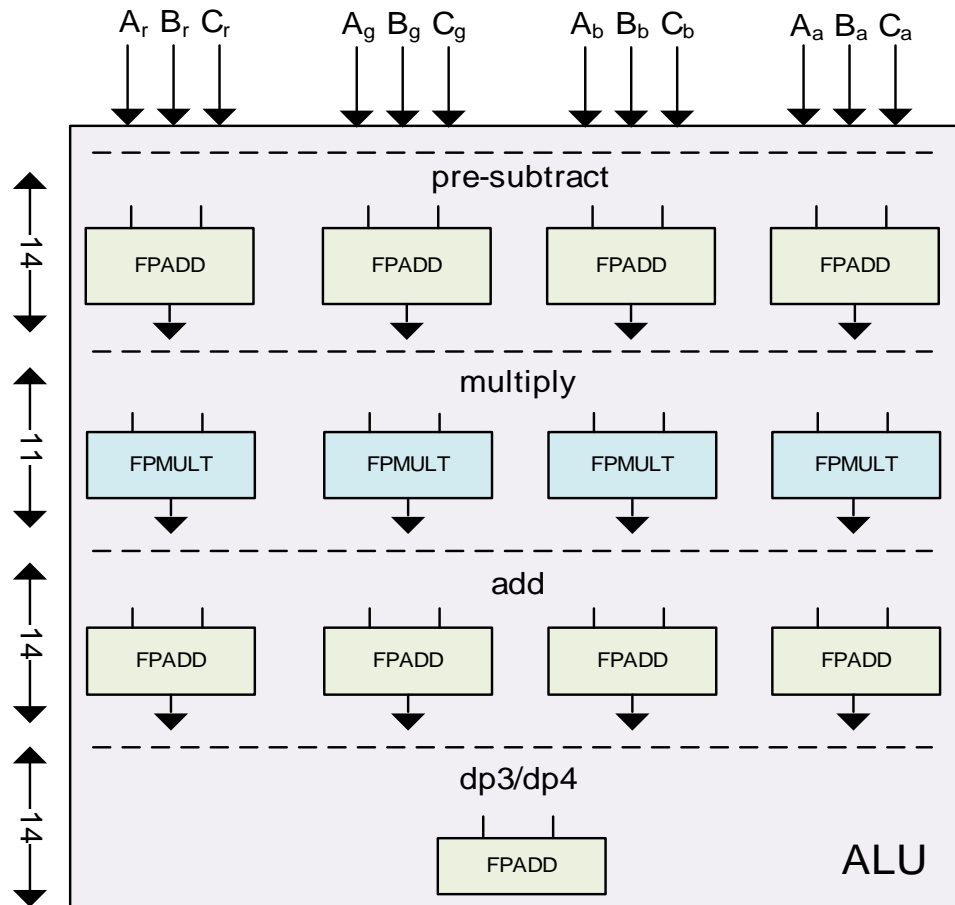 Ar Br Cr Ag Bg Cg Ab Bb Cb Aa Ba Ca
pre-subtract
14
FPADD FPADD FPADD FPADD
multiply
11
FPMULT FPMULT FPMULT FPMULT
add
14
FPADD FPADD FPADD FPADD
dp3/dp4
14
FPADD
ALU